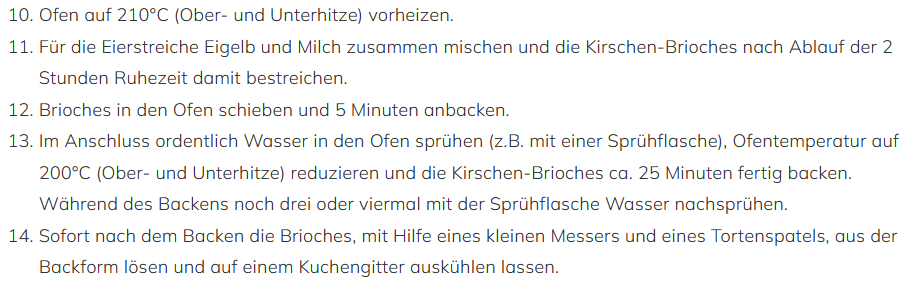 10. Ofen auf 210°C (Ober- und Unterhitze) vorheizen.
11. Für die Eierstreiche Eigelb und Milch zusammen mischen und die Kirschen-Brioches nach Ablauf der 2
Stunden Ruhezeit damit bestreichen.
12. Brioches in den Ofen schieben und 5 Minuten anbacken.
13. Im Anschluss ordentlich Wasser in den Ofen sprühen (z.B. mit einer Sprühflasche), Ofentemperatur auf
200°C (Ober- und Unterhitze) reduzieren und die Kirschen-Brioches ca. 25 Minuten fertig backen.
Während des Backens noch drei oder viermal mit der Sprühflasche Wasser nachsprühen.
14. Sofort nach dem Backen die Brioches, mit Hilfe eines kleinen Messers und eines Tortenspatels, aus der
Backform lösen und auf einem Kuchengitter auskühlen lassen.